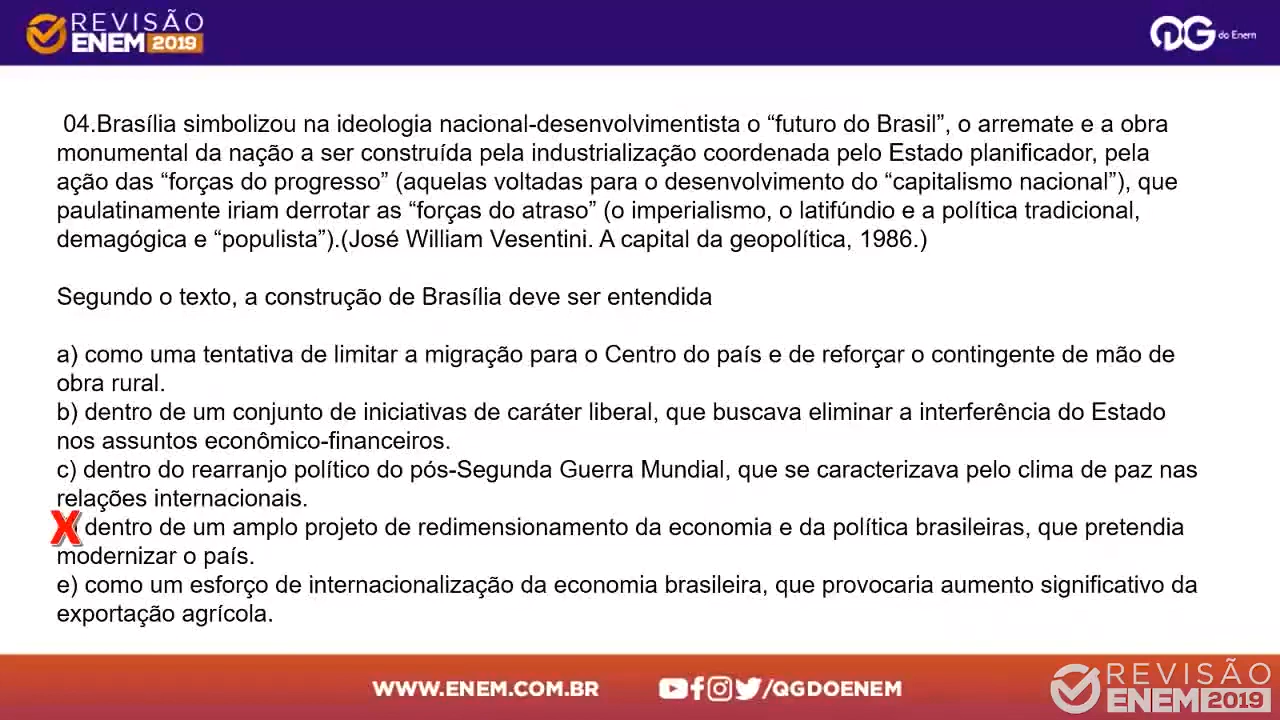 REVISÃO
ENEM 2019
QG do Enem
04.Brasília simbolizou na ideologia nacional-desenvolvimentista o “futuro do Brasil”, o arremate e a obra
monumental da nação a ser construída pela industrialização coordenada pelo Estado planificador, pela
ação das “forças do progresso” (aquelas voltadas para o desenvolvimento do “capitalismo nacional”), que
paulatinamente iriam derrotar as “forças do atraso” (o imperialismo, o latifúndio e a política tradicional,
demagógica e “populista”).(José William Vesentini. A capital da geopolítica, 1986.)
Segundo o texto, a construção de Brasília deve ser entendida
a) como uma tentativa de limitar a migração para o Centro do país e de reforçar o contingente de mão de
obra rural.
b) dentro de um conjunto de iniciativas de caráter liberal, que buscava eliminar a interferência do Estado
nos assuntos econômico-financeiros.
c) dentro do rearranjo político do pós-Segunda Guerra Mundial, que se caracterizava pelo clima de paz nas
relações internacionais.
X dentro de um amplo projeto de redimensionamento da economia e da política brasileiras, que pretendia
modernizar o país.
e) como um esforço de internacionalização da economia brasileira, que provocaria aumento significativo da
exportação agrícola.
WWW.ENEM.COM.BR
/QGDOENEM
REVISÃO
ENEM 2019